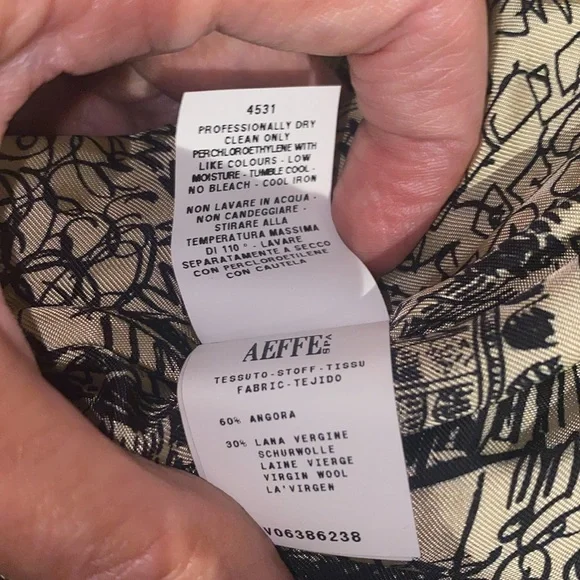 4531
PROFESSIONALLY DRY
CLEAN ONLY
PERCHLOROETHYLENE WITH
LIKE COLOURS - LOW
MOISTURE - TUMBLE COOL -
NO BLEACH - COOL IRON
NON LAVARE IN ACQUA -
NON CANDEGGIARE -
STIRARE ALLA
TEMPERATURA MASSIMA
DI 110° - LAVARE
SEPARATAMENTE A SECCO
CON PERCLOROETILENE
CON CAUTELA
AEFFE SPA
TESSUTO-STOFF-TISSU
FABRIC-TEJIDO
60% ANGORA
30% LANA VERGINE
SCHURWOLLE
LAINE VIERGE
VIRGIN WOOL
LA'VIRGEN
V06386238